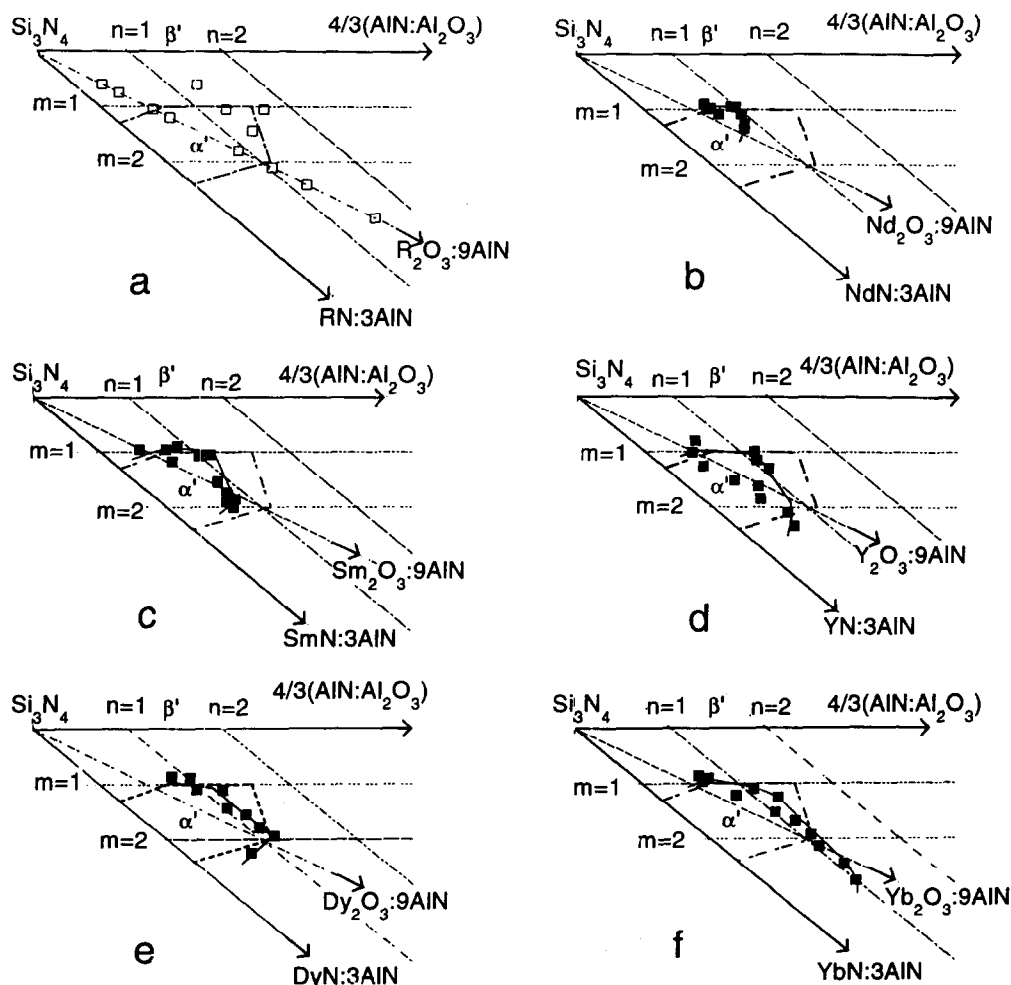 Si3N4 n=1 β' n=2 4/3(AlN:Al2O3)
m=1
α'
m=2
R2O3:9AlN
a
RN:3AlN
Si3N4 n=1 β' n=2 4/3(AlN:Al2O3)
m=1
α'
m=2
Nd2O3:9AlN
b
NdN:3AlN
Si3N4 n=1 β' n=2 4/3(AlN:Al2O3)
m=1
α'
m=2
Sm2O3:9AlN
c
SmN:3AlN
Si3N4 n=1 β' n=2 4/3(AlN:Al2O3)
m=1
α'
m=2
Y2O3:9AlN
d
YN:3AlN
Si3N4 n=1 β' n=2 4/3(AlN:Al2O3)
m=1
α'
m=2
Dy2O3:9AlN
e
DyN:3AlN
Si3N4 n=1 β' n=2 4/3(AlN:Al2O3)
m=1
α'
m=2
Yb2O3:9AlN
f
YbN:3AlN